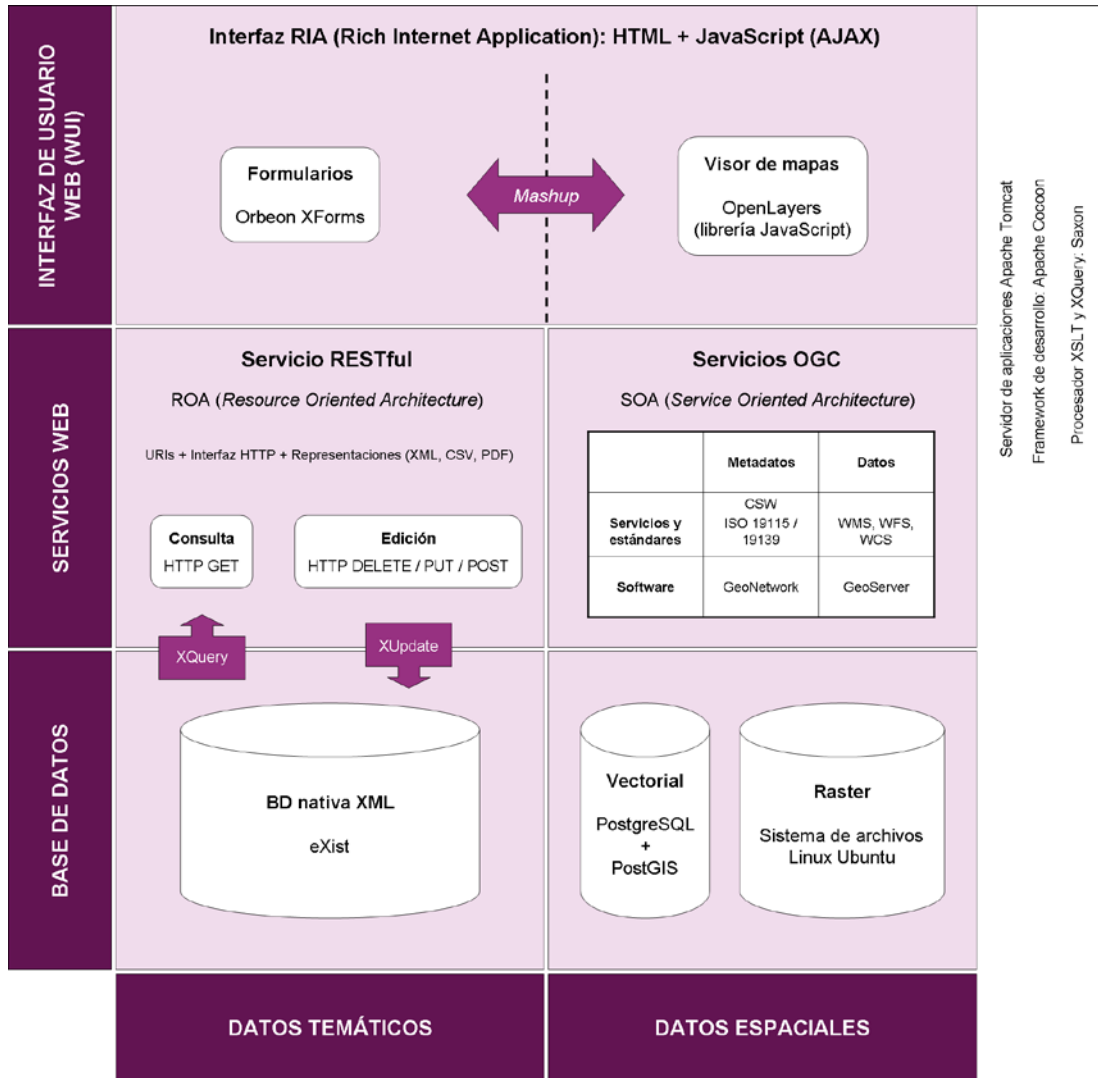 INTERFAZ DE USUARIO
WEB (WUI)
Interfaz RIA (Rich Internet Application): HTML + JavaScript (AJAX)
Formularios
Orbeon XForms
Mashup
Visor de mapas
OpenLayers
(librería JavaScript)
SERVICIOS WEB
Servicio RESTful
ROA (Resource Oriented Architecture)
URIs + Interfaz HTTP + Representaciones (XML, CSV, PDF)
Consulta
HTTP GET
Edición
HTTP DELETE / PUT / POST
XQuery
XUpdate
Servicios OGC
SOA (Service Oriented Architecture)
Metadatos
Datos
Servicios y
estándares
CSW
ISO 19115 /
19139
WMS, WFS,
WCS
Software
GeoNetwork
GeoServer
BASE DE DATOS
BD nativa XML
eXist
Vectorial
PostgreSQL
+
PostGIS
Raster
Sistema de archivos
Linux Ubuntu
DATOS TEMÁTICOS
DATOS ESPACIALES
Servidor de aplicaciones Apache Tomcat
Framework de desarrollo: Apache Cocoon
Procesador XSLT y XQuery: Saxon